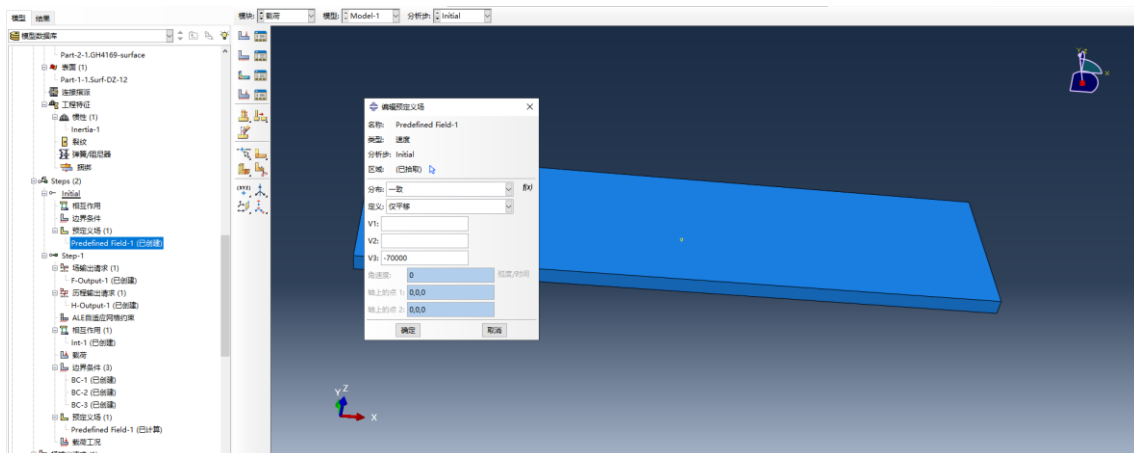 模型 结果
模块: 载荷 模型: Model-1 分析步: Initial
模型数据库
Part-2-1.GH4169-surface
表面 (1)
Part-1-1.Surf-DZ-12
连接指派
工程特征
惯性 (1)
Inertia-1
裂纹
弹簧/阻尼器
捆绑
Steps (2)
Initial
相互作用
边界条件
预定义场 (1)
Predefined Field-1 (已创建)
Step-1
场输出请求 (1)
F-Output-1 (已创建)
历程输出请求 (1)
H-Output-1 (已创建)
ALE自适应网格约束
相互作用 (1)
Int-1 (已创建)
载荷
边界条件 (3)
BC-1 (已创建)
BC-2 (已创建)
BC-3 (已创建)
预定义场 (1)
Predefined Field-1 (已计算)
载荷工况
编辑预定义场
名称: Predefined Field-1
类型: 速度
分析步: Initial
区域: (已拾取)
分布: 一致 f(x)
定义: 仅平移
V1:
V2:
V3: -70000
角速度: 0 弧度/时间
轴上的点 1: 0,0,0
轴上的点 2: 0,0,0
确定 取消
Y Z
X